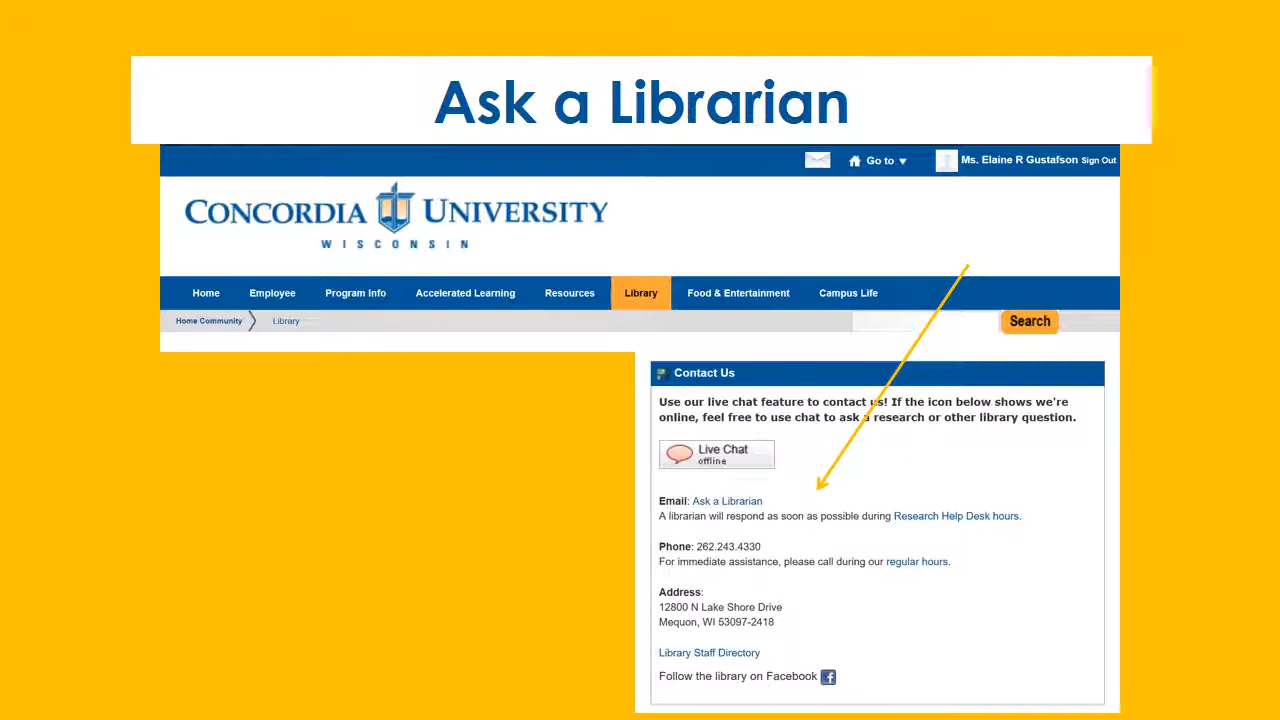 Ask a Librarian
Go to
Ms. Elaine R Gustafson Sign Out
CONCORDIA UNIVERSITY
WISCONSIN
Home Employee Program Info Accelerated Learning Resources Library Food & Entertainment Campus Life
Home Community Library
Search
Contact Us
Use our live chat feature to contact us! If the icon below shows we're
online, feel free to use chat to ask a research or other library question.
Live Chat
offline
Email: Ask a Librarian
A librarian will respond as soon as possible during Research Help Desk hours.
Phone: 262.243.4330
For immediate assistance, please call during our regular hours.
Address:
12800 N Lake Shore Drive
Mequon, WI 53097-2418
Library Staff Directory
Follow the library on Facebook